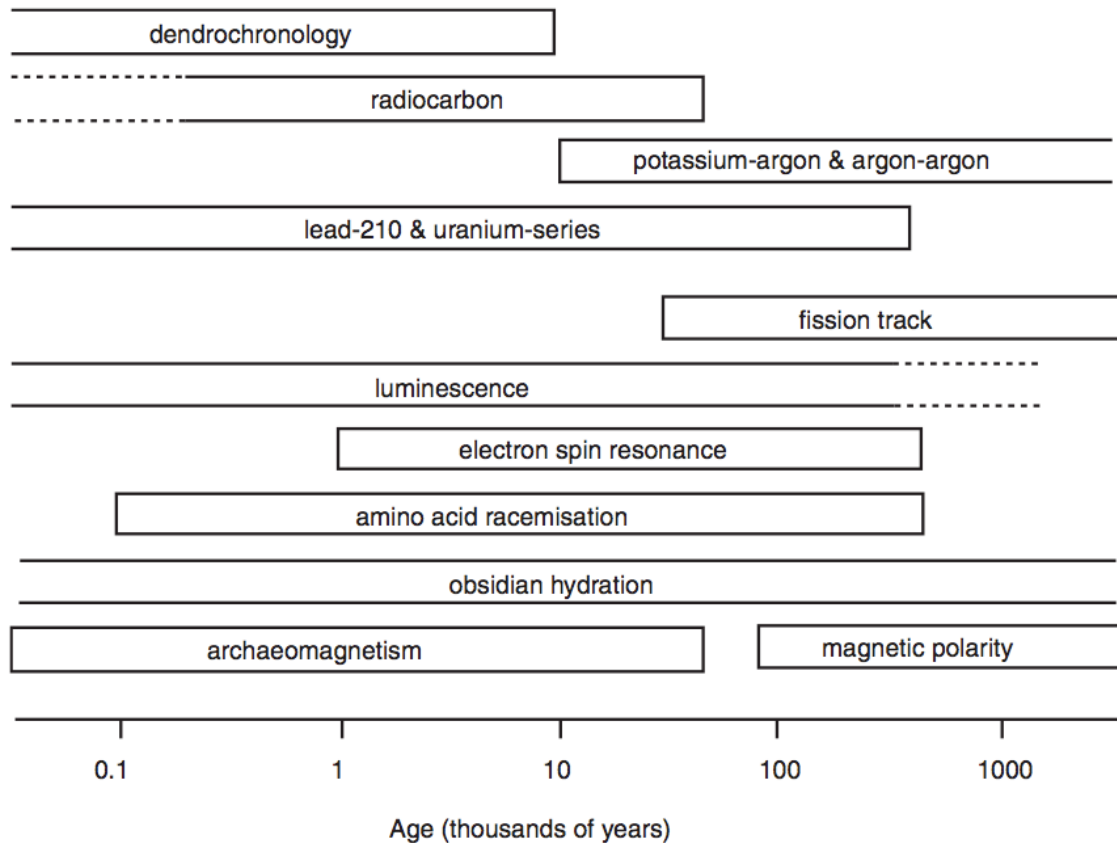 dendrochronology
radiocarbon
potassium-argon & argon-argon
lead-210 & uranium-series
fission track
luminescence
electron spin resonance
amino acid racemisation
obsidian hydration
archaeomagnetism magnetic polarity
0.1 1 10 100 1000
Age (thousands of years)